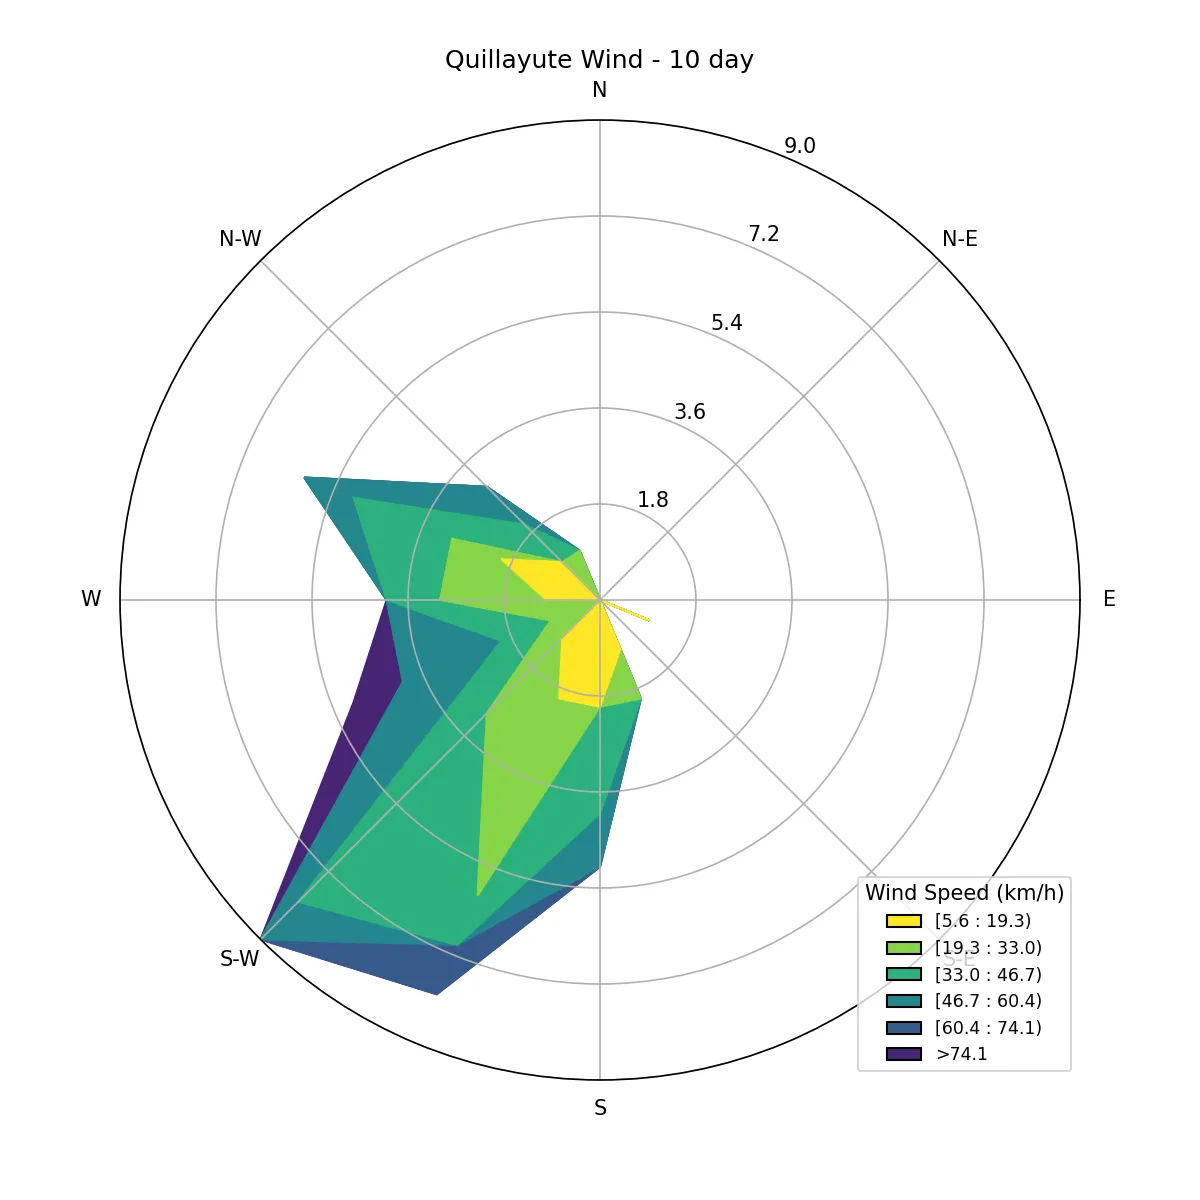 Quillayute Wind - 10 day
N
9.0
N-W
7.2
N-E
5.4
3.6
1.8
W
E
S-W
S-E
S
Wind Speed (km/h)
[5.6 : 19.3)
[19.3 : 33.0)
[33.0 : 46.7)
[46.7 : 60.4)
[60.4 : 74.1)
>74.1